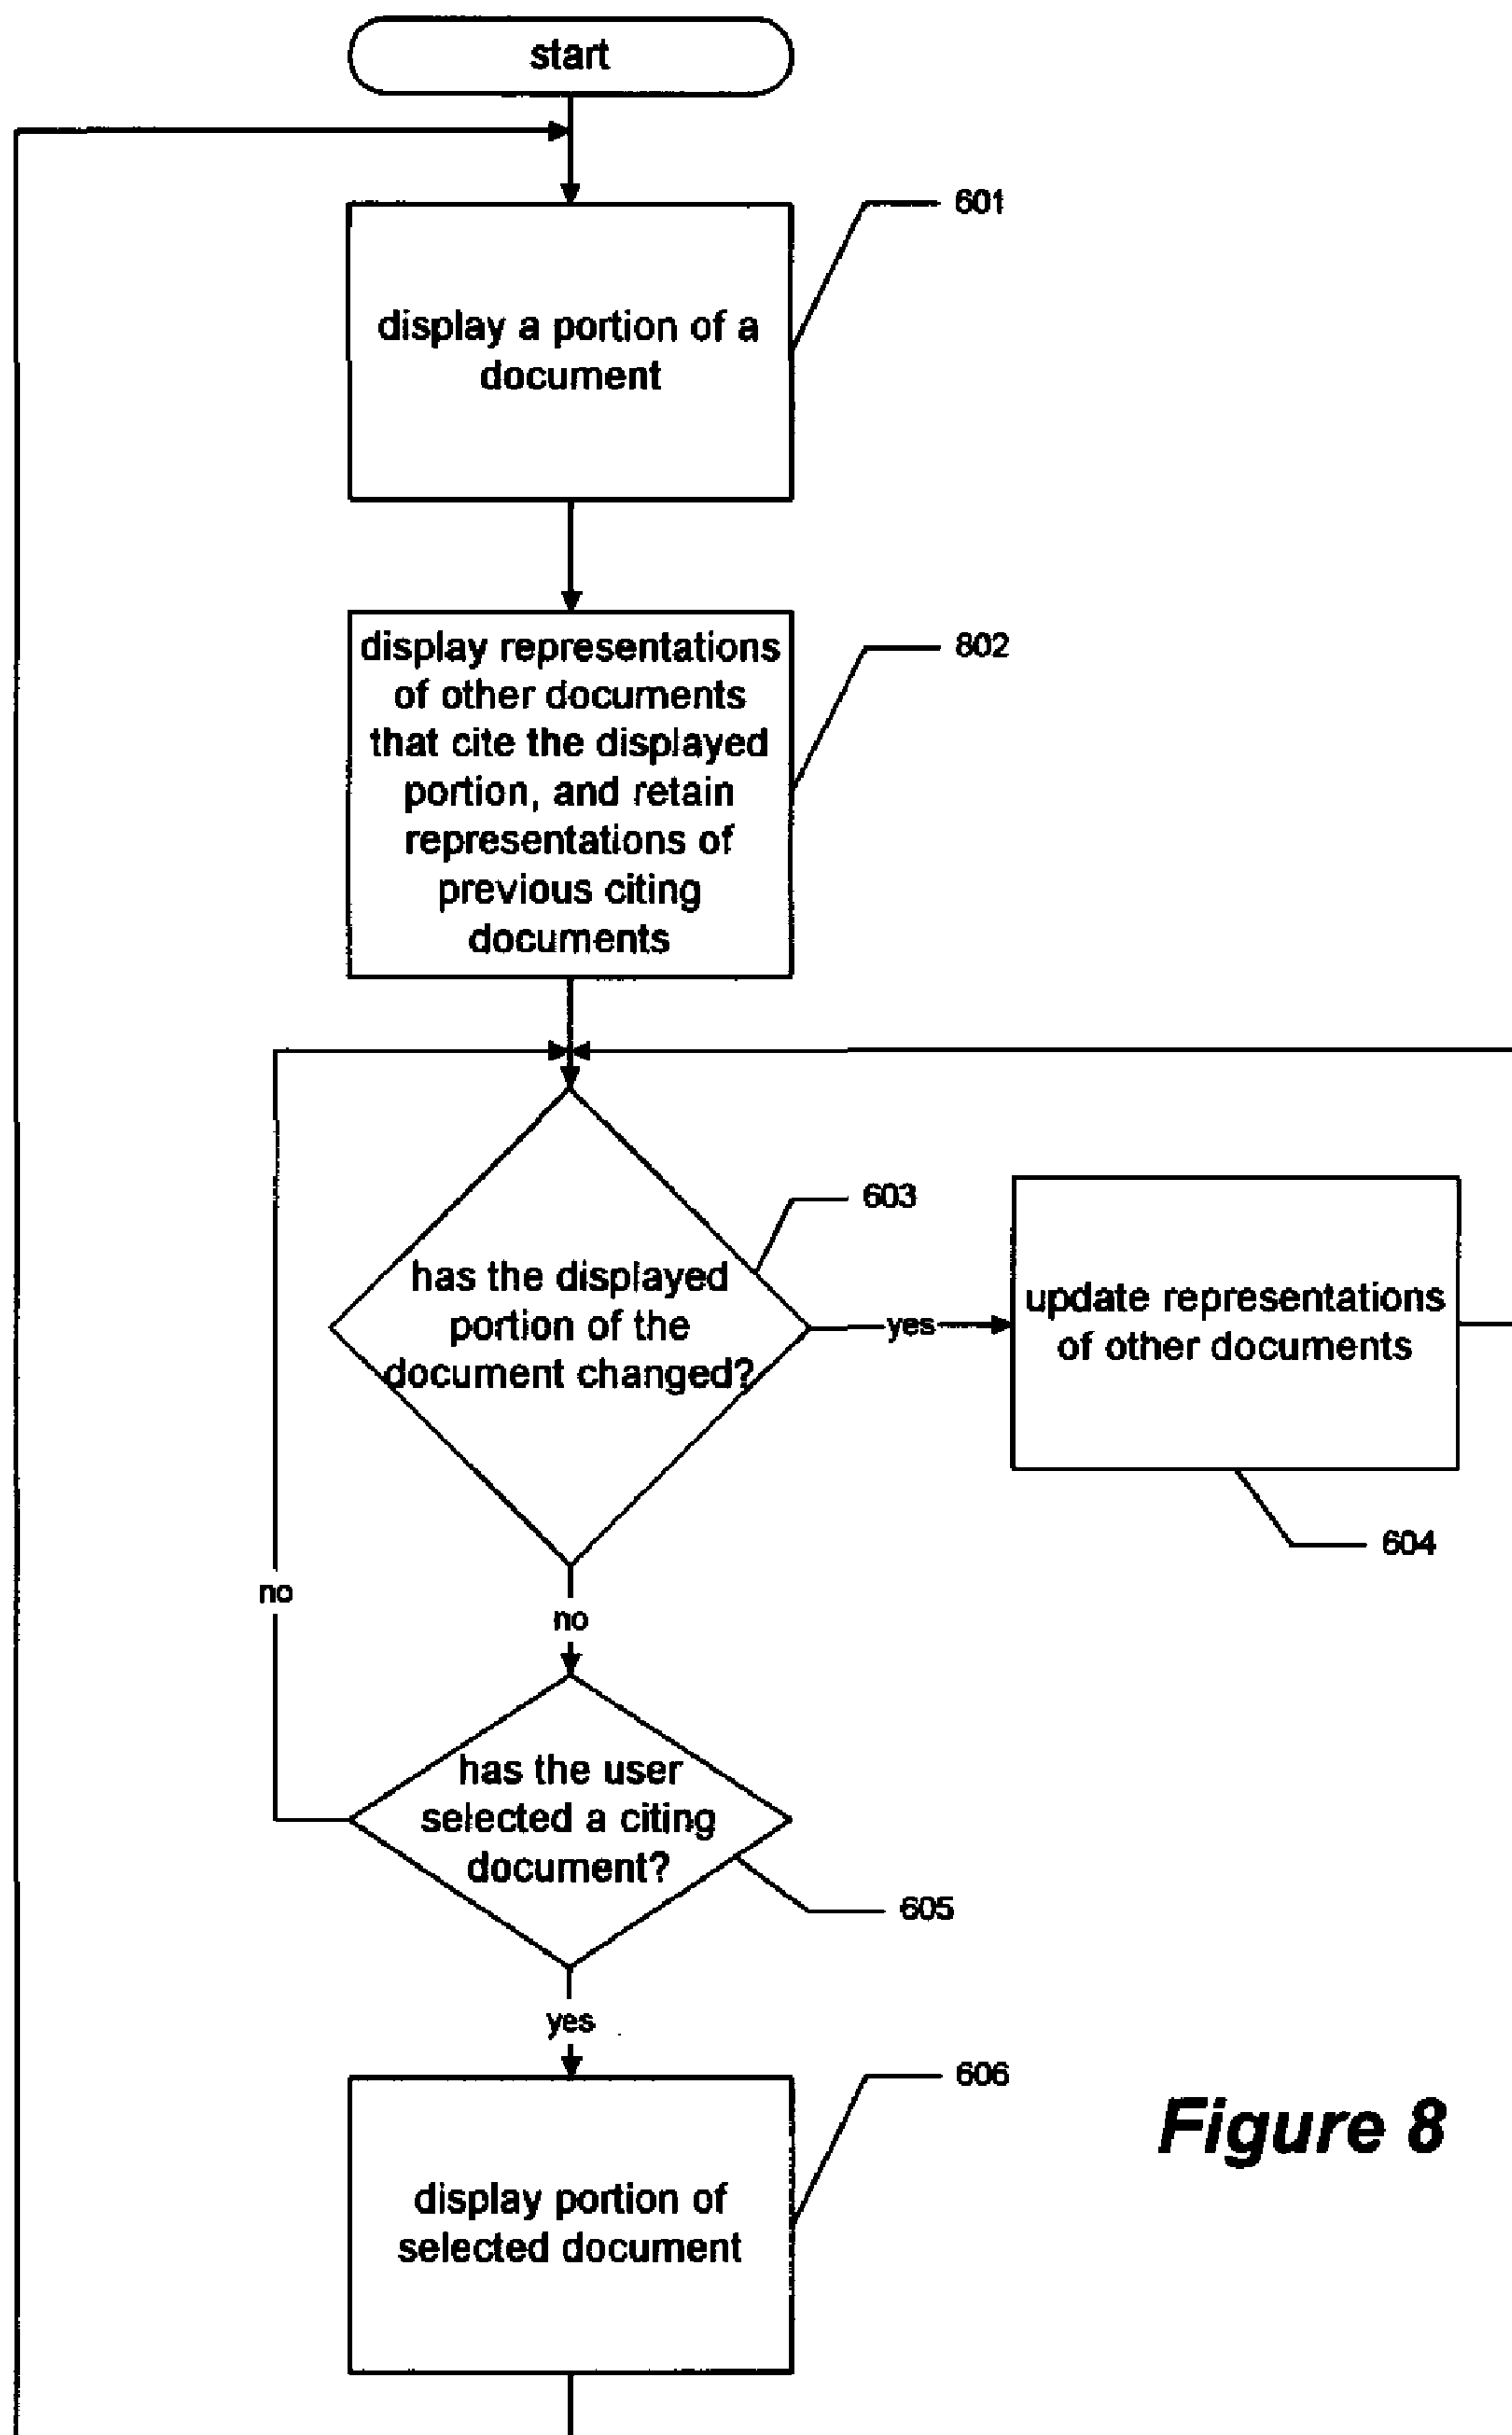 start
601
display a portion of a
document
802
display representations
of other documents
that cite the displayed
portion, and retain
representations of
previous citing
documents
603
has the displayed
portion of the
document changed?
yes
update representations
of other documents
604
no
no
has the user
selected a citing
document?
605
yes
606
display portion of
selected document
Figure 8